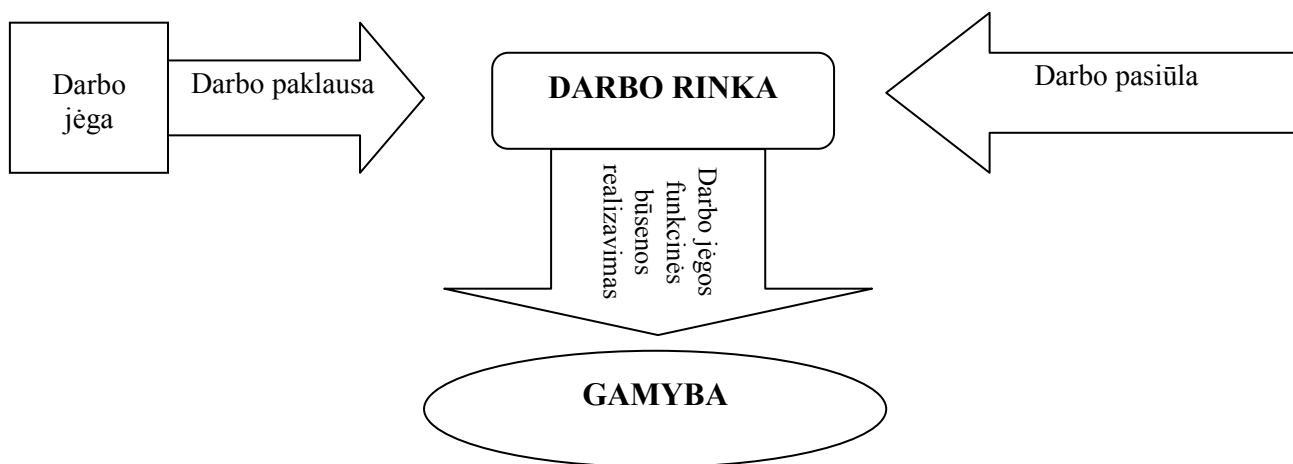 Darbo
jėga
Darbo paklausa
DARBO RINKA
Darbo pasiūla
Darbo jėgos
funkcinės
būsenos
realizavimas
GAMYBA